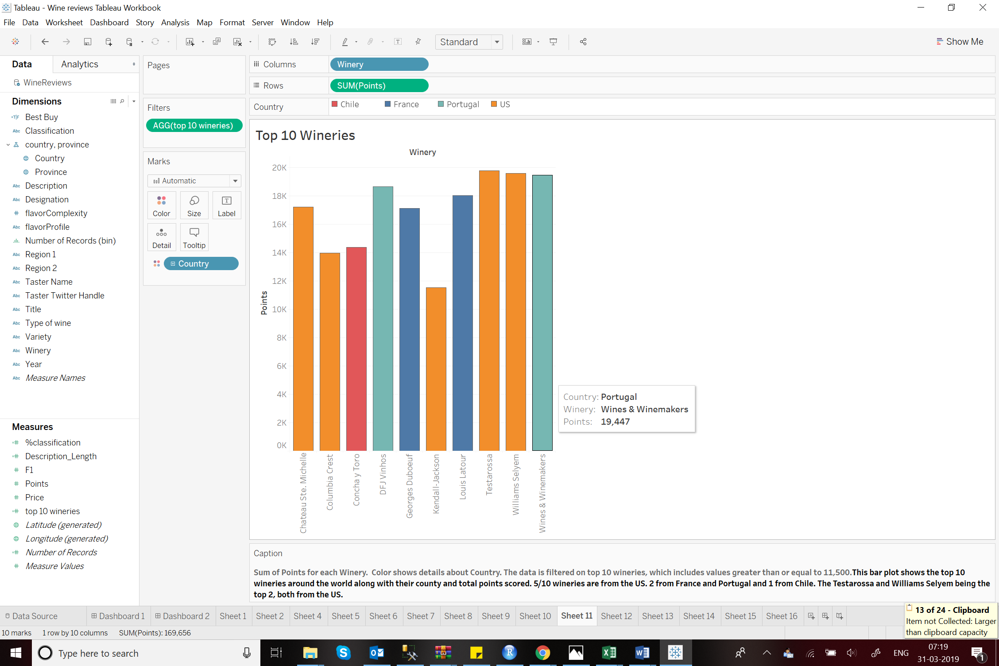 Tableau - Wine reviews Tableau Workbook
File Data Worksheet Dashboard Story Analysis Map Format Server Window Help
Standard
Show Me
Data Analytics
WineReviews
Dimensions
=T|F Best Buy
Abc Classification
country, province
Country
Province
Abc Description
Abc Designation
# flavorComplexity
Abc flavorProfile
Number of Records (bin)
Abc Region 1
Abc Region 2
Abc Taster Name
Abc Taster Twitter Handle
Abc Title
Abc Type of wine
Abc Variety
Abc Winery
Abc Year
Abc Measure Names
Measures
=# %classification
=# Description_Length
# F1
# Points
# Price
=# top 10 wineries
Latitude (generated)
Longitude (generated)
=# Number of Records
# Measure Values
Pages
Filters
AGG(top 10 wineries)
Marks
Automatic
Color Size Label
Detail Tooltip
Country
Columns Winery
Rows SUM(Points)
Country Chile France Portugal US
Top 10 Wineries
Winery
20K
18K
16K
14K
12K
10K
8K
6K
4K
2K
0K
Points
Chateau Ste. Michelle
Columbia Crest
Concha y Toro
DFJ Vinhos
Georges Duboeuf
Kendall-Jackson
Louis Latour
Testarossa
Williams Selyem
Wines & Winemakers
Country: Portugal
Winery: Wines & Winemakers
Points: 19,447
Caption
Sum of Points for each Winery. Color shows details about Country. The data is filtered on top 10 wineries, which includes values greater than or equal to 11,500.This bar plot shows the top 10
wineries around the world along with their county and total points scored. 5/10 wineries are from the US. 2 from France and Portugal and 1 from Chile. The Testarossa and Williams Selyem being the
top 2, both from the US.
Data Source Dashboard 1 Dashboard 2 Sheet 1 Sheet 2 Sheet 4 Sheet 5 Sheet 6 Sheet 7 Sheet 8 Sheet 9 Sheet 10 Sheet 11 Sheet 12 Sheet 13 Sheet 14 Sheet 15 Sheet 16
13 of 24 - Clipboard
Item not Collected: Larger
than clipboard capacity
10 marks 1 row by 10 columns SUM(Points): 169,656
Type here to search
ENG
07:19
31-03-2019
1